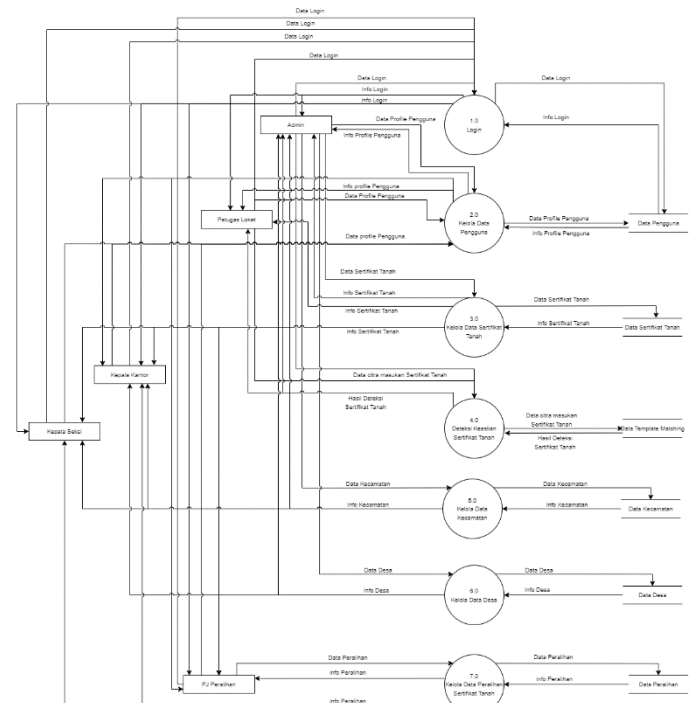 Data Login
Data Login
Data Login
Data Login
Data Login
Info Login
Info Login
Data Login
Info Login
1.0
Login
Admin
Data Profile Pengguna
Info Profile Pengguna
Info profile Pengguna
Data Profile Pengguna
Petugas Loket
Data profile Pengguna
2.0
Kelola Data
Pengguna
Data Profile Pengguna
Info Profile Pengguna
Data Pengguna
Data Sertifikat Tanah
Info Sertifikat Tanah
Info Sertifikat Tanah
Info Sertifikat Tanah
3.0
Kelola Data Sertifikat
Tanah
Data Sertifikat Tanah
Info Sertifikat Tanah
Data Sertifikat Tanah
Kepala Kantor
Data citra masukan Sertifikat Tanah
Hasil Deteksi
Sertifikat Tanah
4.0
Deteksi Keaslian
Sertifikat Tanah
Data citra masukan
Sertifikat Tanah
Hasil Deteksi
Sertifikat Tanah
Data Template Matching
Kepala Seksi
Data Kecamatan
Info Kecamatan
5.0
Kelola Data
Kecamatan
Data Kecamatan
Info Kecamatan
Data Kecamatan
Data Desa
Info Desa
6.0
Kelola Data Desa
Data Desa
Info Desa
Data Desa
PJ Peralihan
Data Peralihan
info Peralihan
info Peralihan
7.0
Kelola Data Peralihan
Sertifikat Tanah
Data Peralihan
info Peralihan
Data Peralihan